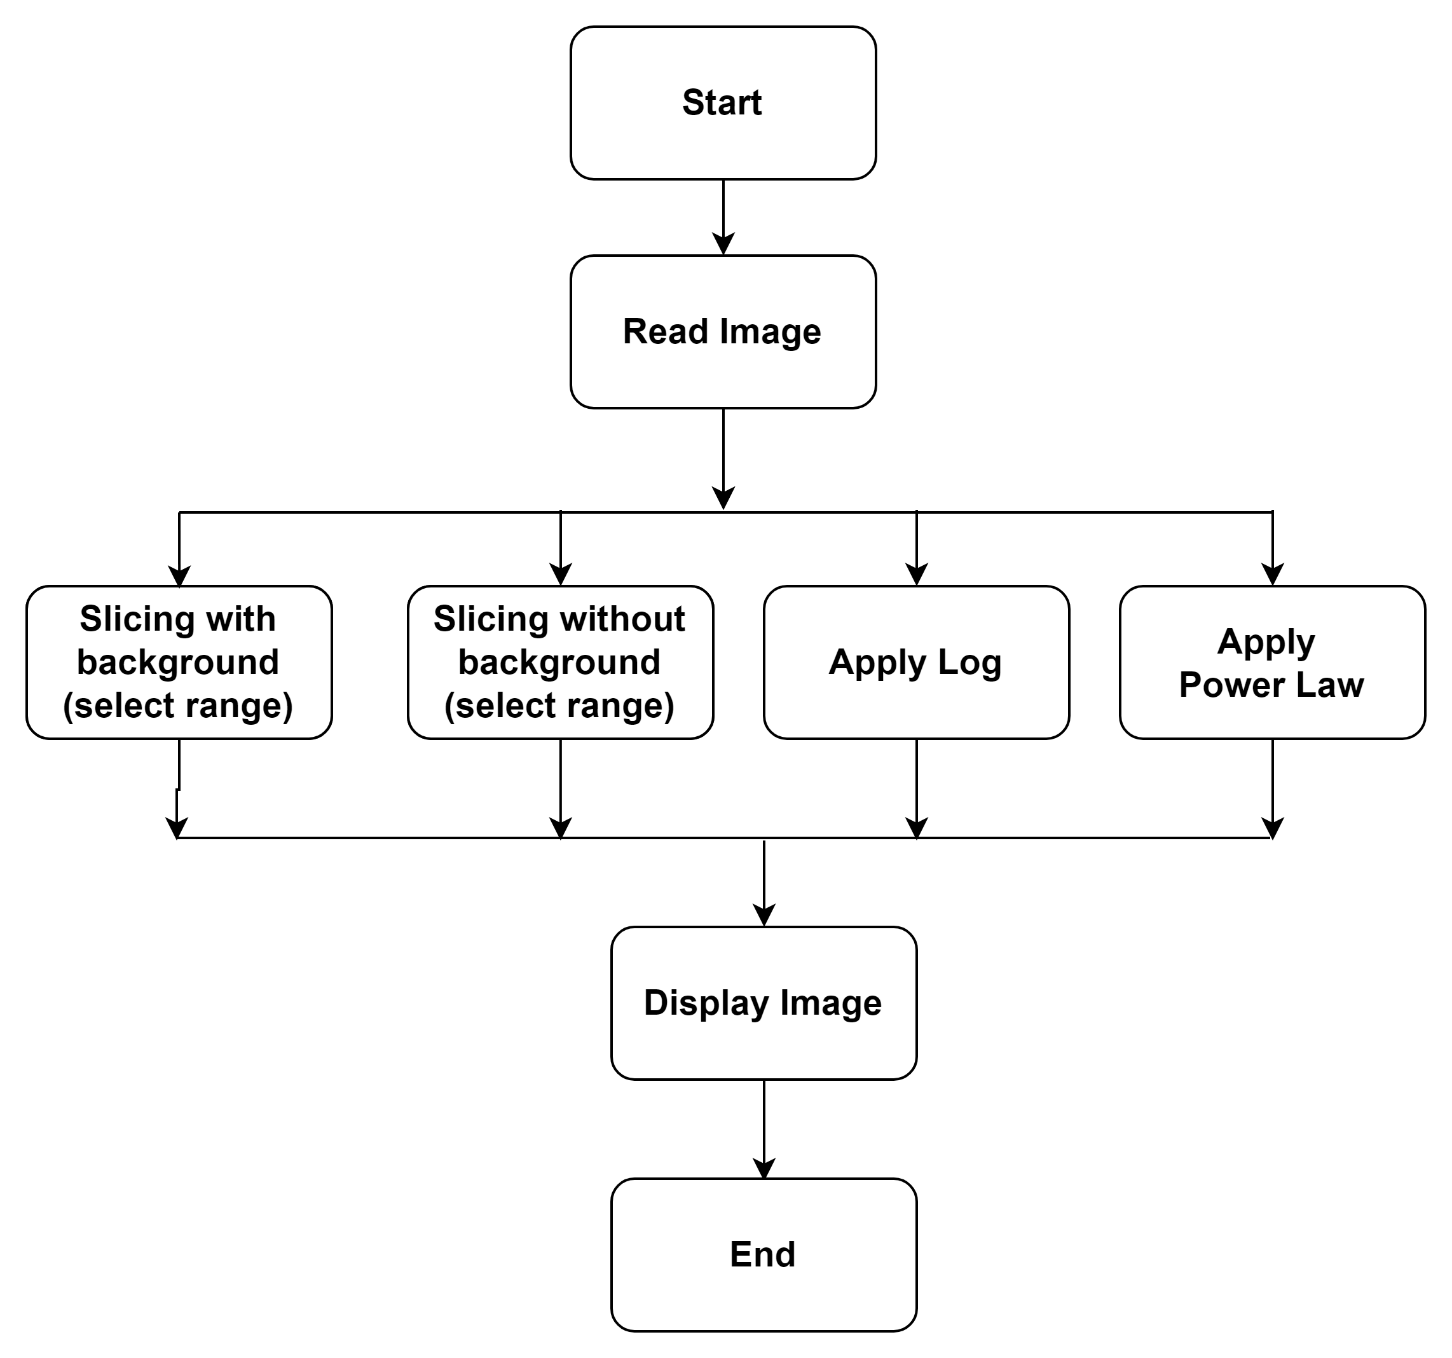 Start
Read Image
Slicing with
background
(select range)
Slicing without
background
(select range)
Apply Log
Apply
Power Law
Display Image
End